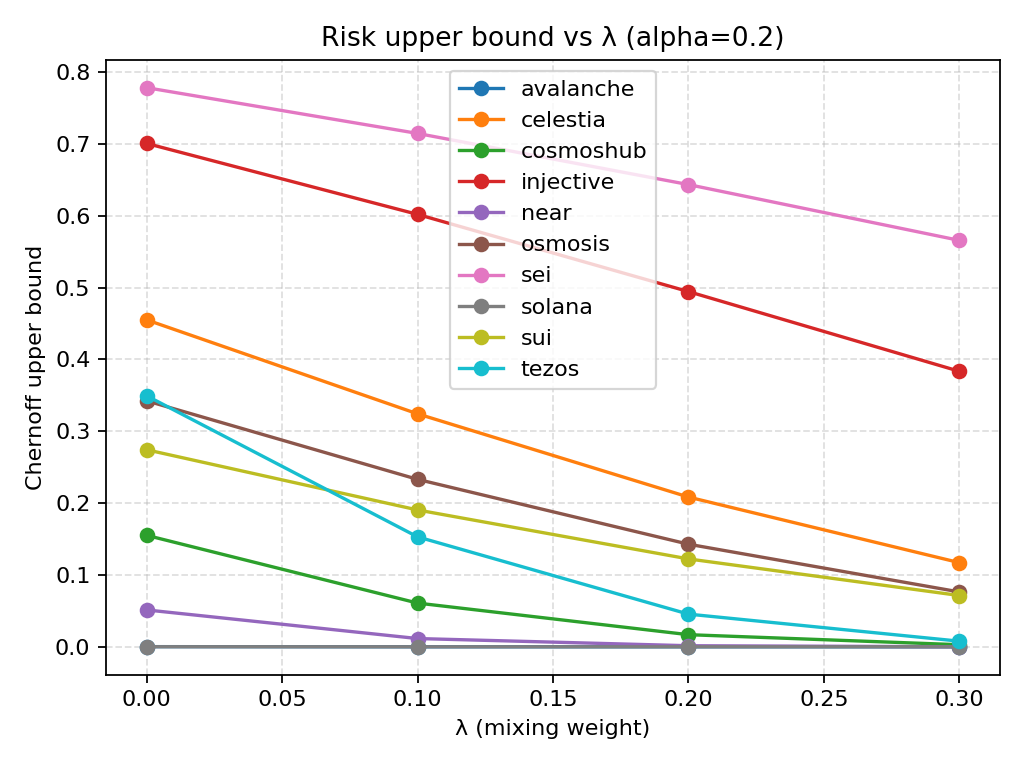 Risk upper bound vs λ (alpha=0.2)
Chernoff upper bound
0.8
0.7
0.6
0.5
0.4
0.3
0.2
0.1
0.0
avalanche
celestia
cosmoshub
injective
near
osmosis
sei
solana
sui
tezos
0.00 0.05 0.10 0.15 0.20 0.25 0.30
λ (mixing weight)